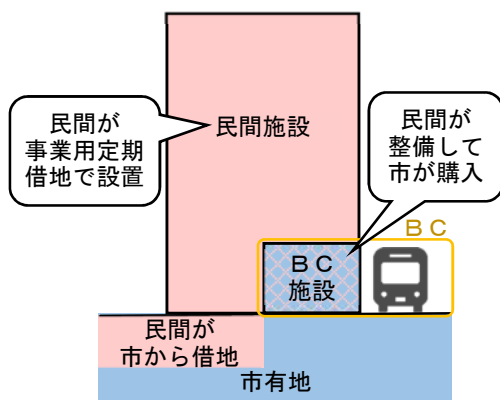 民間が
事業用定期
借地で設置
民間施設
民間が
整備して
市が購入
ＢＣ
ＢＣ
施設
民間が
市から借地
市有地